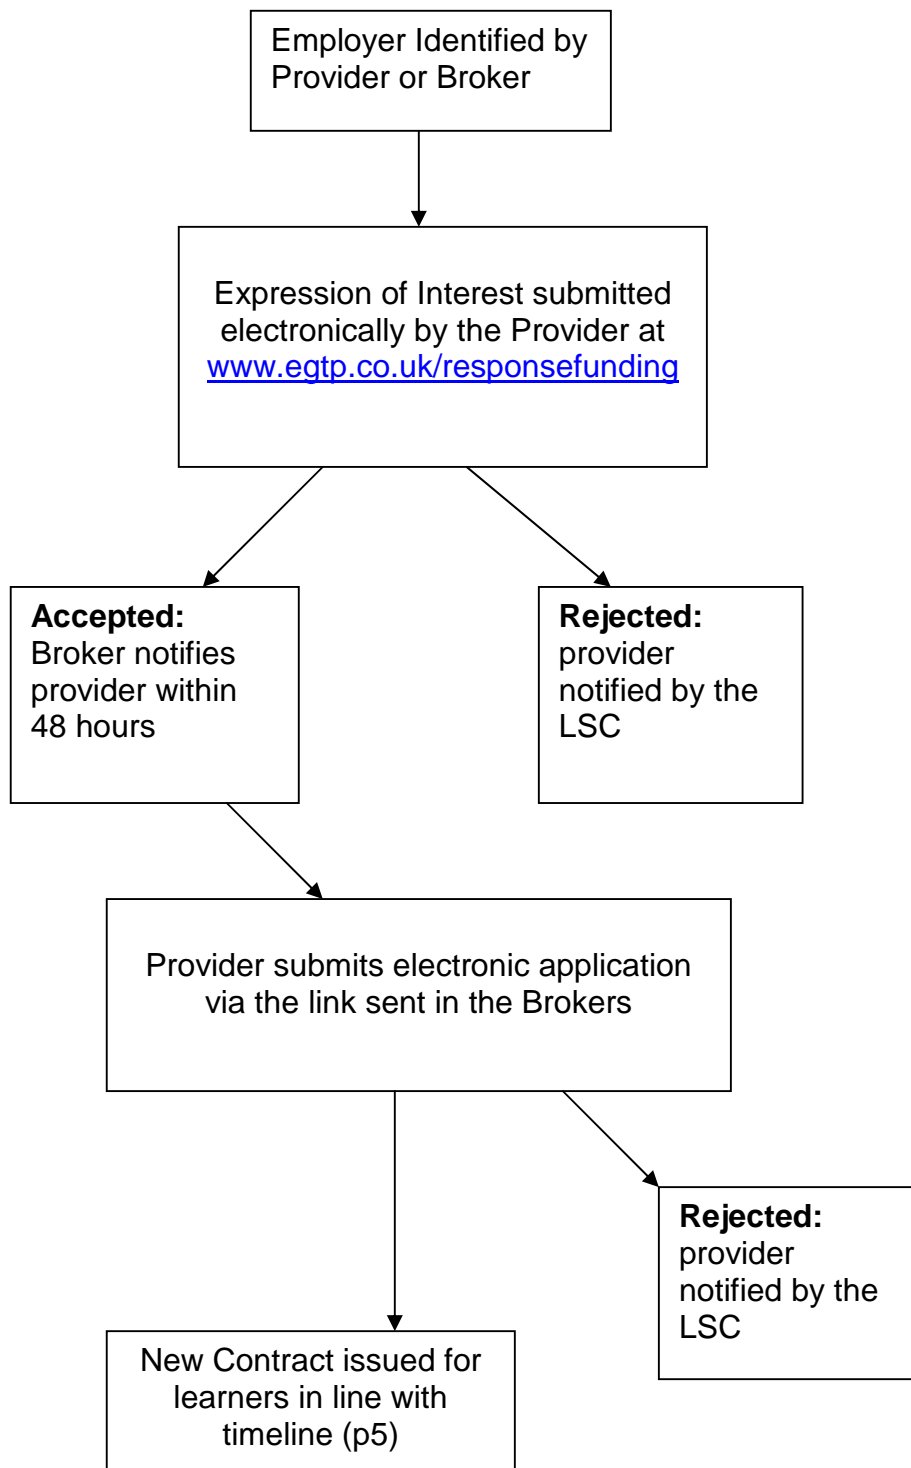 Employer Identified by
Provider or Broker
Expression of Interest submitted
electronically by the Provider at
www.egtp.co.uk/responsefunding
Accepted:
Broker notifies
provider within
48 hours
Rejected:
provider
notified by the
LSC
Provider submits electronic application
via the link sent in the Brokers
Rejected:
provider
notified by the
LSC
New Contract issued for
learners in line with
timeline (p5)